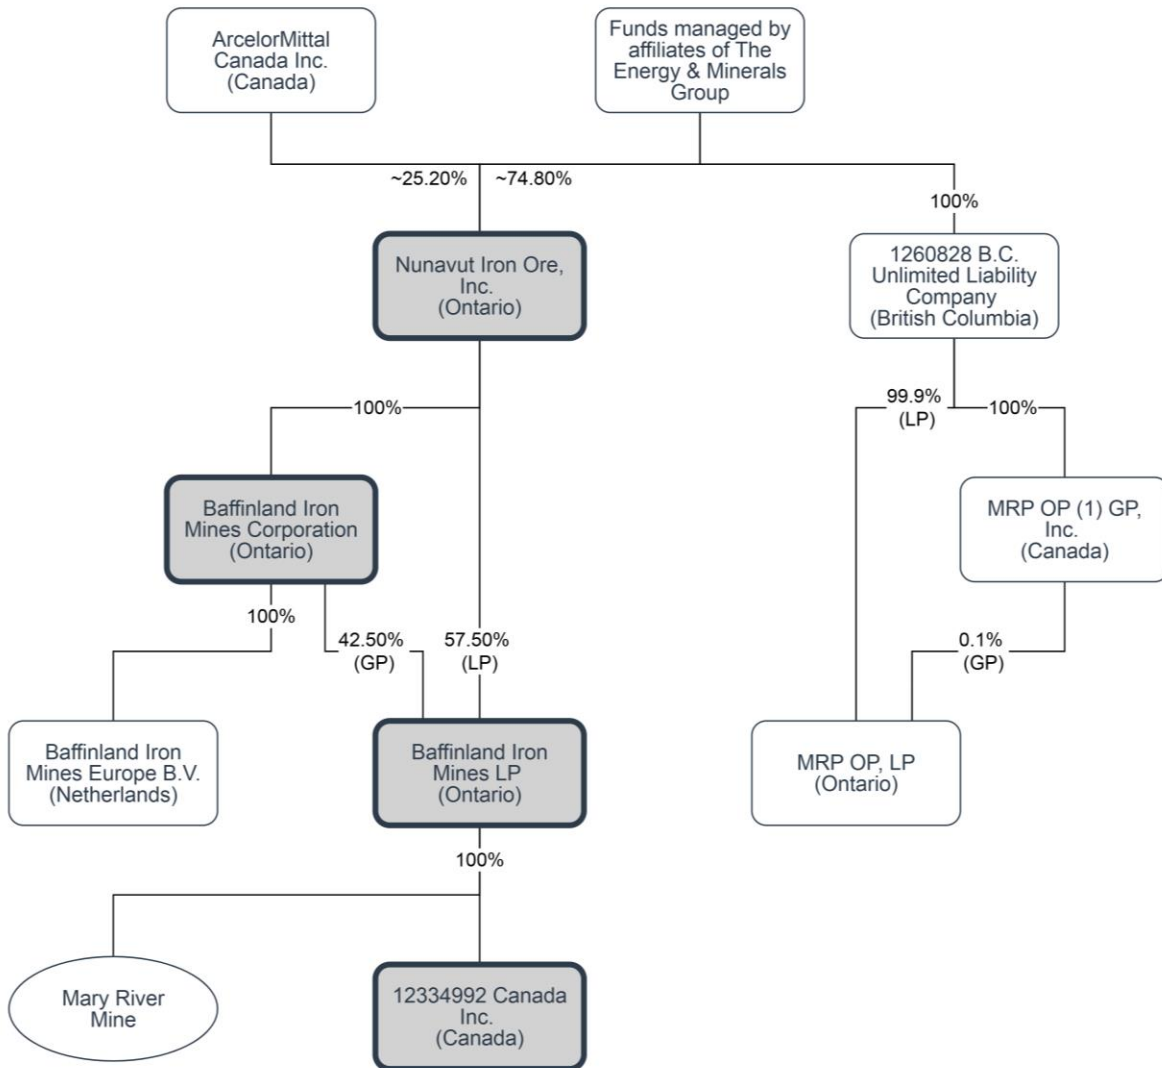 ArcelorMittal
Canada Inc.
(Canada)
Funds managed by
affiliates of The
Energy & Minerals
Group
~25.20%
~74.80%
100%
Nunavut Iron Ore,
Inc.
(Ontario)
1260828 B.C.
Unlimited Liability
Company
(British Columbia)
100%
99.9%
(LP)
100%
Baffinland Iron
Mines Corporation
(Ontario)
MRP OP (1) GP,
Inc.
(Canada)
100%
42.50%
(GP)
57.50%
(LP)
0.1%
(GP)
Baffinland Iron
Mines Europe B.V.
(Netherlands)
Baffinland Iron
Mines LP
(Ontario)
MRP OP, LP
(Ontario)
100%
Mary River
Mine
12334992 Canada
Inc.
(Canada)